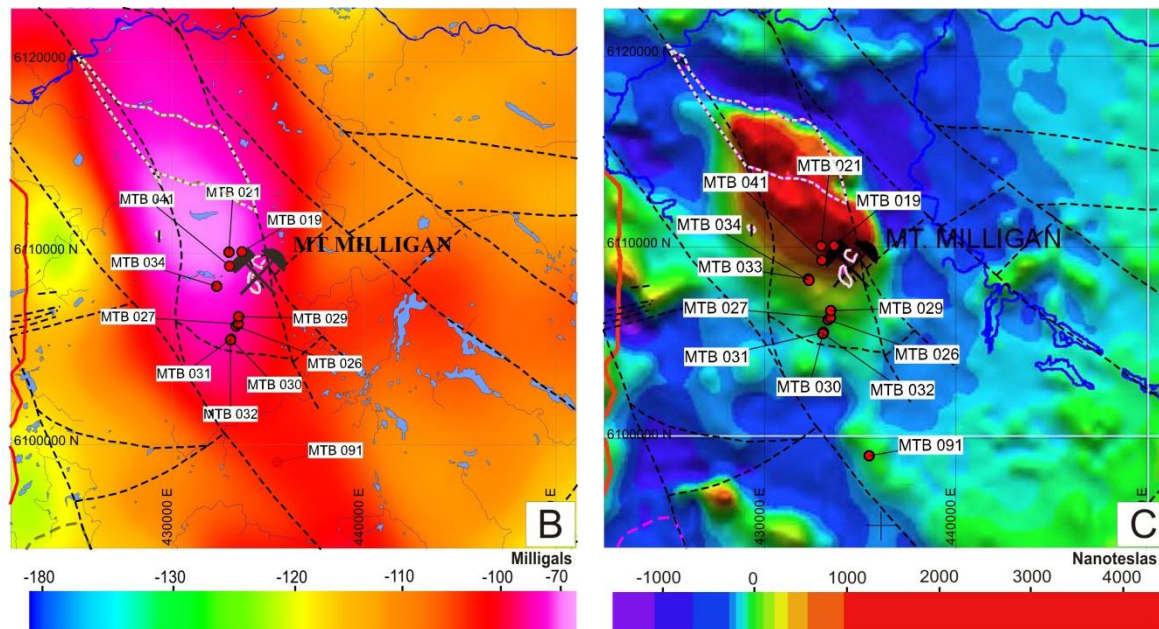 6120000 N
MTB 021
MTB 041
MTB 019
6110000 N
MT MILLIGAN
MTB 034
MTB 027
MTB 029
MTB 031
MTB 026
MTB 030
MTB 032
6100000 N
MTB 091
430000 E
440000 E
B
Milligals
-180
-130
-120
-110
-100
-70
6120000 N
MTB 021
MTB 041
MTB 019
MTB 034
6110000 N
MT. MILLIGAN
MTB 033
MTB 027
MTB 029
MTB 031
MTB 026
MTB 030
MTB 032
6100000 N
MTB 091
430000 E
440000 E
C
Nanoteslas
-1000
0
1000
2000
3000
4000